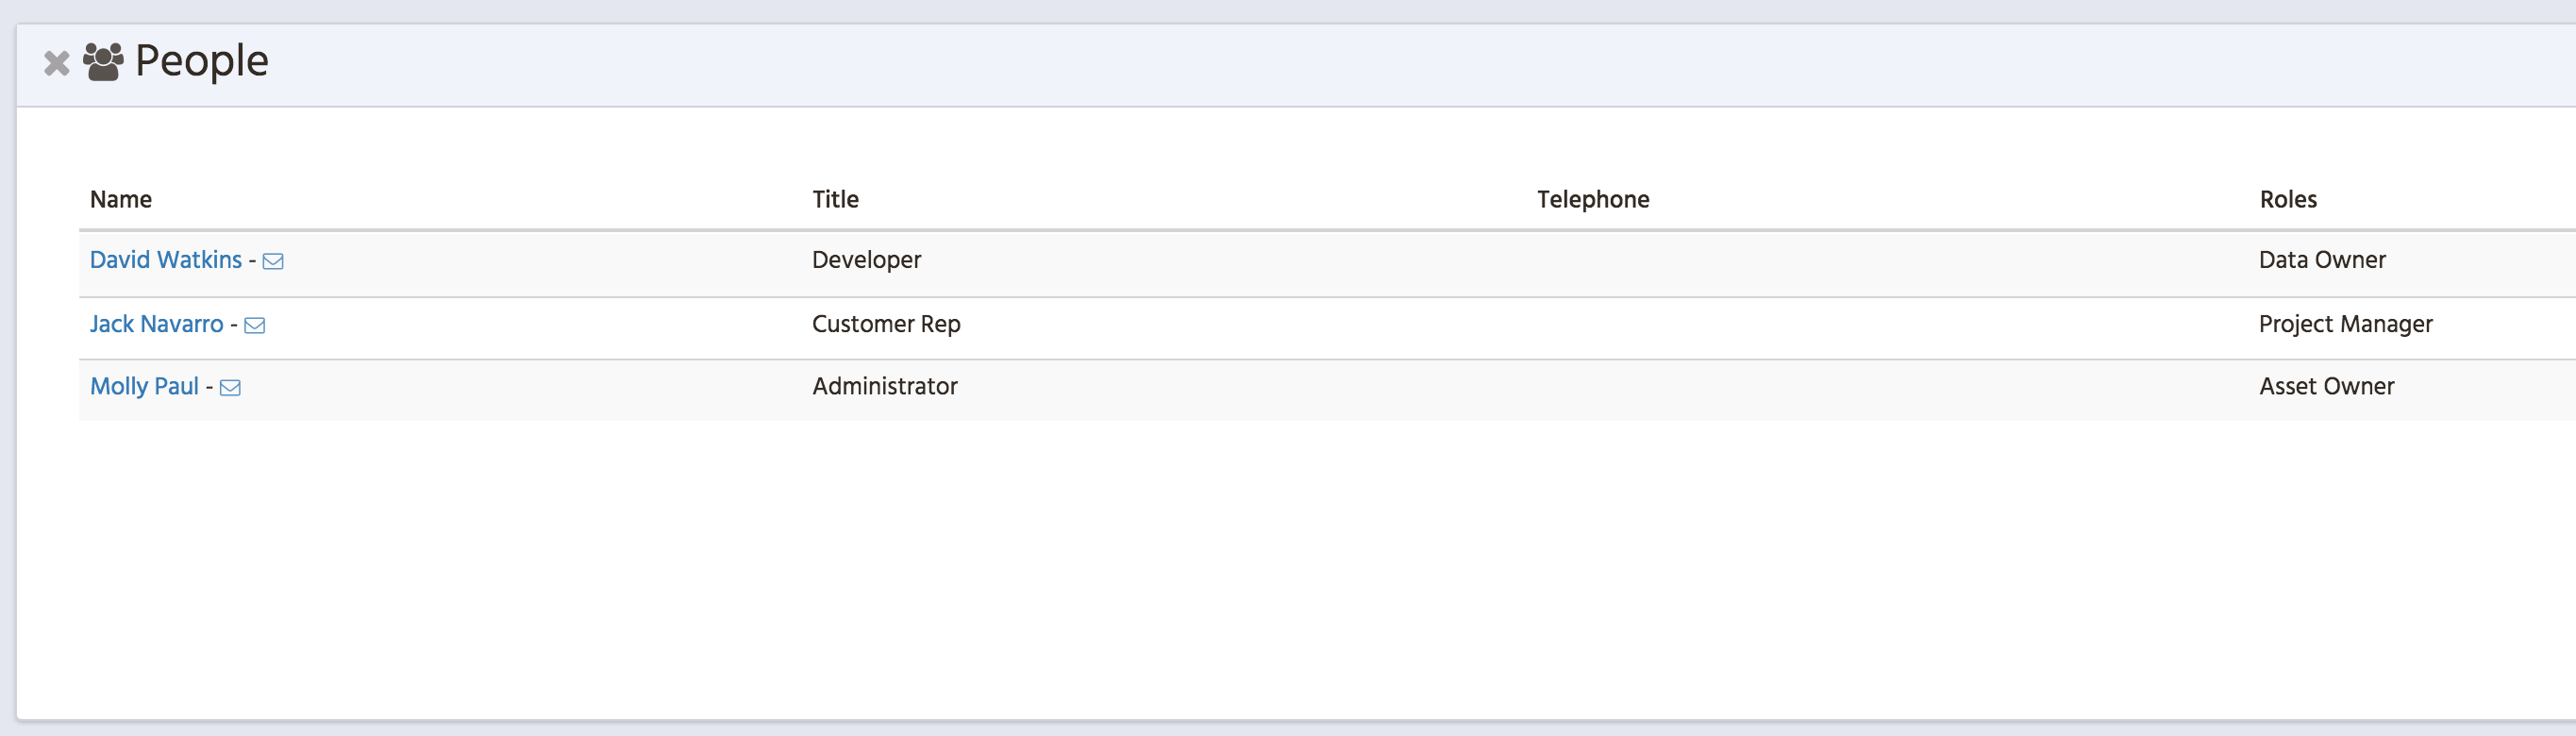 People
Name Title Telephone Roles
David Watkins - Developer Data Owner
Jack Navarro - Customer Rep Project Manager
Molly Paul - Administrator Asset Owner